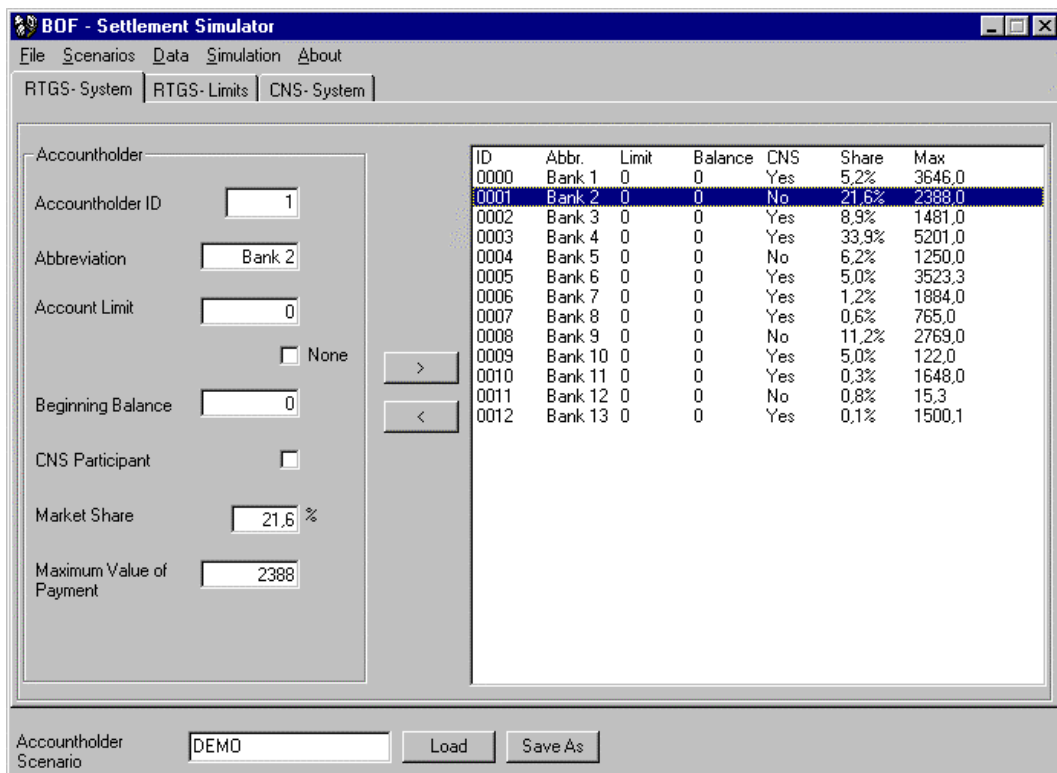 BOF - Settlement Simulator
File Scenarios Data Simulation About
RTGS- System RTGS- Limits CNS- System
Accountholder
Accountholder ID 1
Abbreviation Bank 2
Account Limit 0
None
Beginning Balance 0
CNS Participant
Market Share 21,6 %
Maximum Value of
Payment 2388
>
<
ID Abbr. Limit Balance CNS Share Max
0000 Bank 1 0 0 Yes 5,2% 3646,0
0001 Bank 2 0 0 No 21,6% 2388,0
0002 Bank 3 0 0 Yes 8,9% 1481,0
0003 Bank 4 0 0 Yes 33,9% 5201,0
0004 Bank 5 0 0 No 6,2% 1250,0
0005 Bank 6 0 0 Yes 5,0% 3523,3
0006 Bank 7 0 0 Yes 1,2% 1884,0
0007 Bank 8 0 0 Yes 0,6% 765,0
0008 Bank 9 0 0 No 11,2% 2769,0
0009 Bank 10 0 0 Yes 5,0% 122,0
0010 Bank 11 0 0 Yes 0,3% 1648,0
0011 Bank 12 0 0 No 0,8% 15,3
0012 Bank 13 0 0 Yes 0,1% 1500,1
Accountholder
Scenario DEMO Load Save As